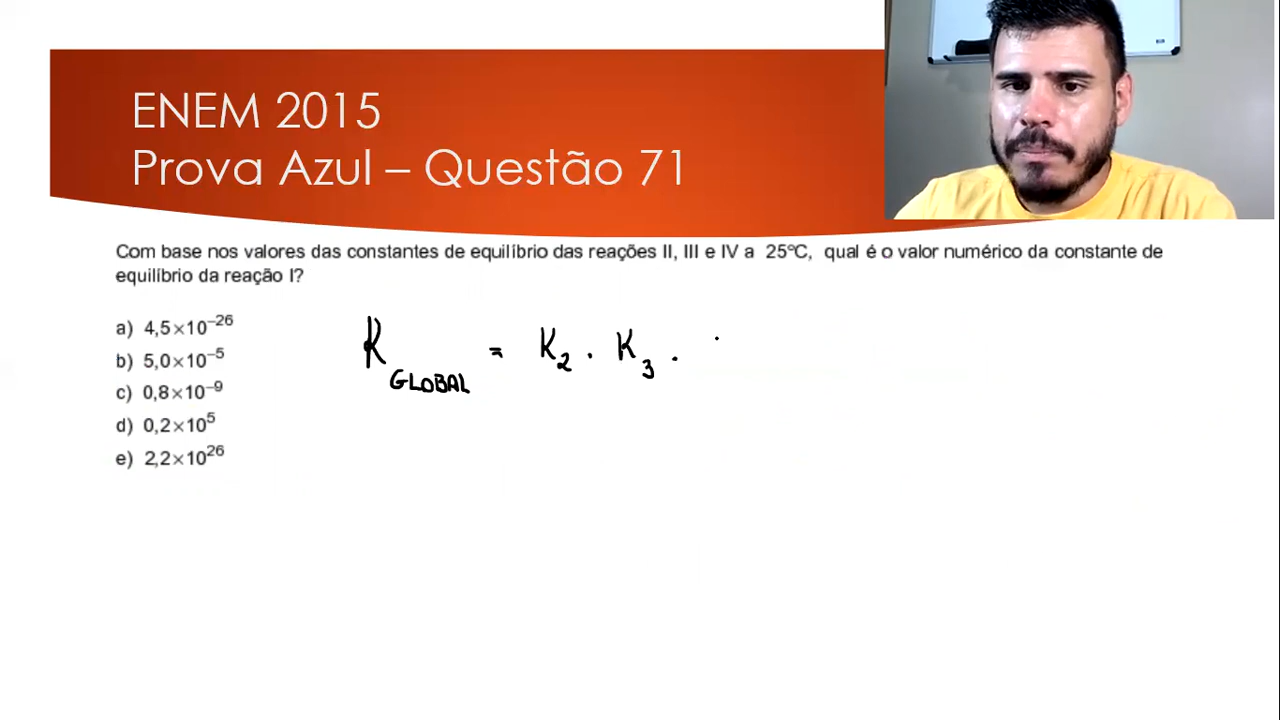 ENEM 2015
Prova Azul – Questão 71
Com base nos valores das constantes de equilíbrio das reações II, III e IV a 25ºC, qual é o valor numérico da constante de
equilíbrio da reação I?
a) 4,5×10⁻²⁶
b) 5,0×10⁻⁵
c) 0,8×10⁻⁹
d) 0,2×10⁵
e) 2,2×10²⁶
K GLOBAL = K₂ . K₃ .